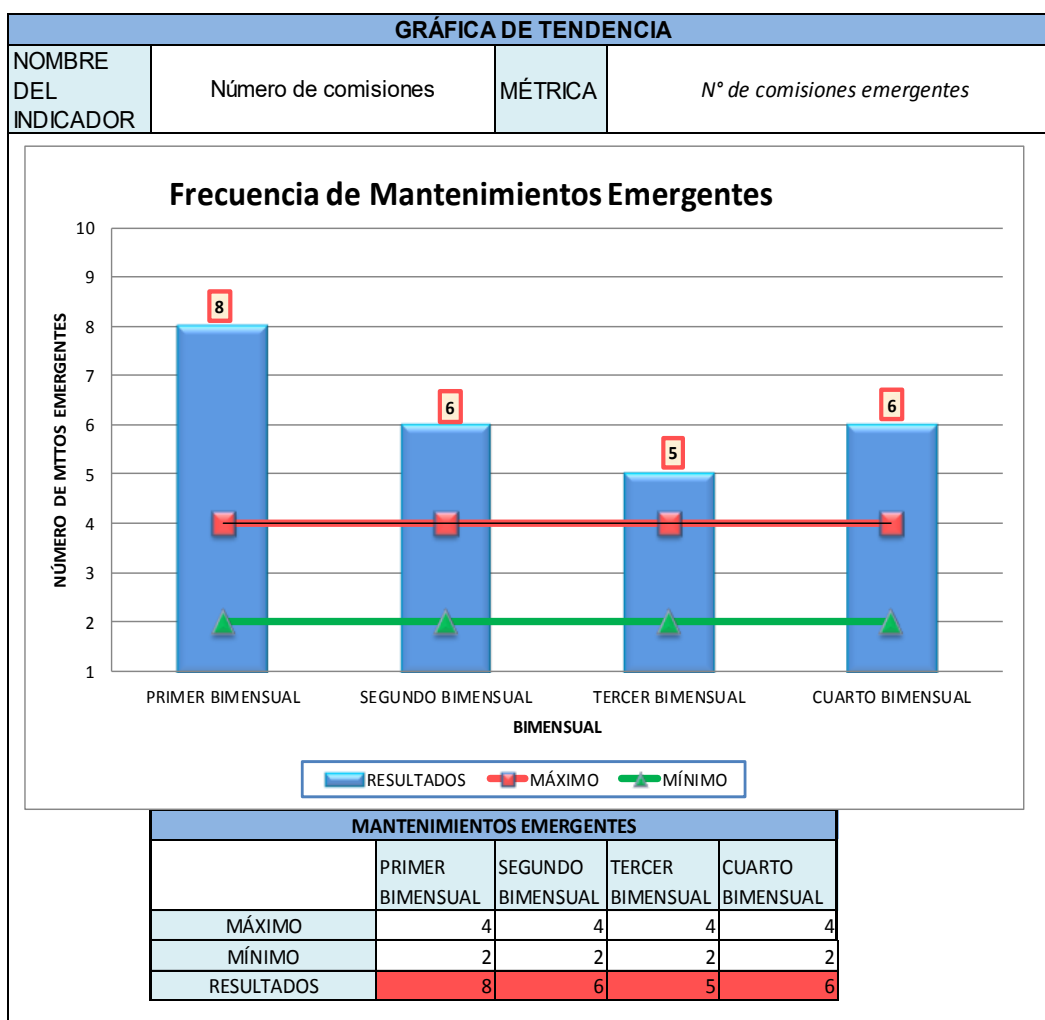 GRÁFICA DE TENDENCIA
NOMBRE
DEL
INDICADOR
Número de comisiones
MÉTRICA
N° de comisiones emergentes
Frecuencia de Mantenimientos Emergentes
NÚMERO DE MTTOS EMERGENTES
10
9
8
7
6
5
4
3
2
1
8
6
5
6
PRIMER BIMENSUAL
SEGUNDO BIMENSUAL
TERCER BIMENSUAL
CUARTO BIMENSUAL
BIMENSUAL
RESULTADOS MÁXIMO MÍNIMO
MANTENIMIENTOS EMERGENTES
PRIMER SEGUNDO TERCER CUARTO
BIMENSUAL BIMENSUAL BIMENSUAL BIMENSUAL
MÁXIMO 4 4 4 4
MÍNIMO 2 2 2 2
RESULTADOS 8 6 5 6